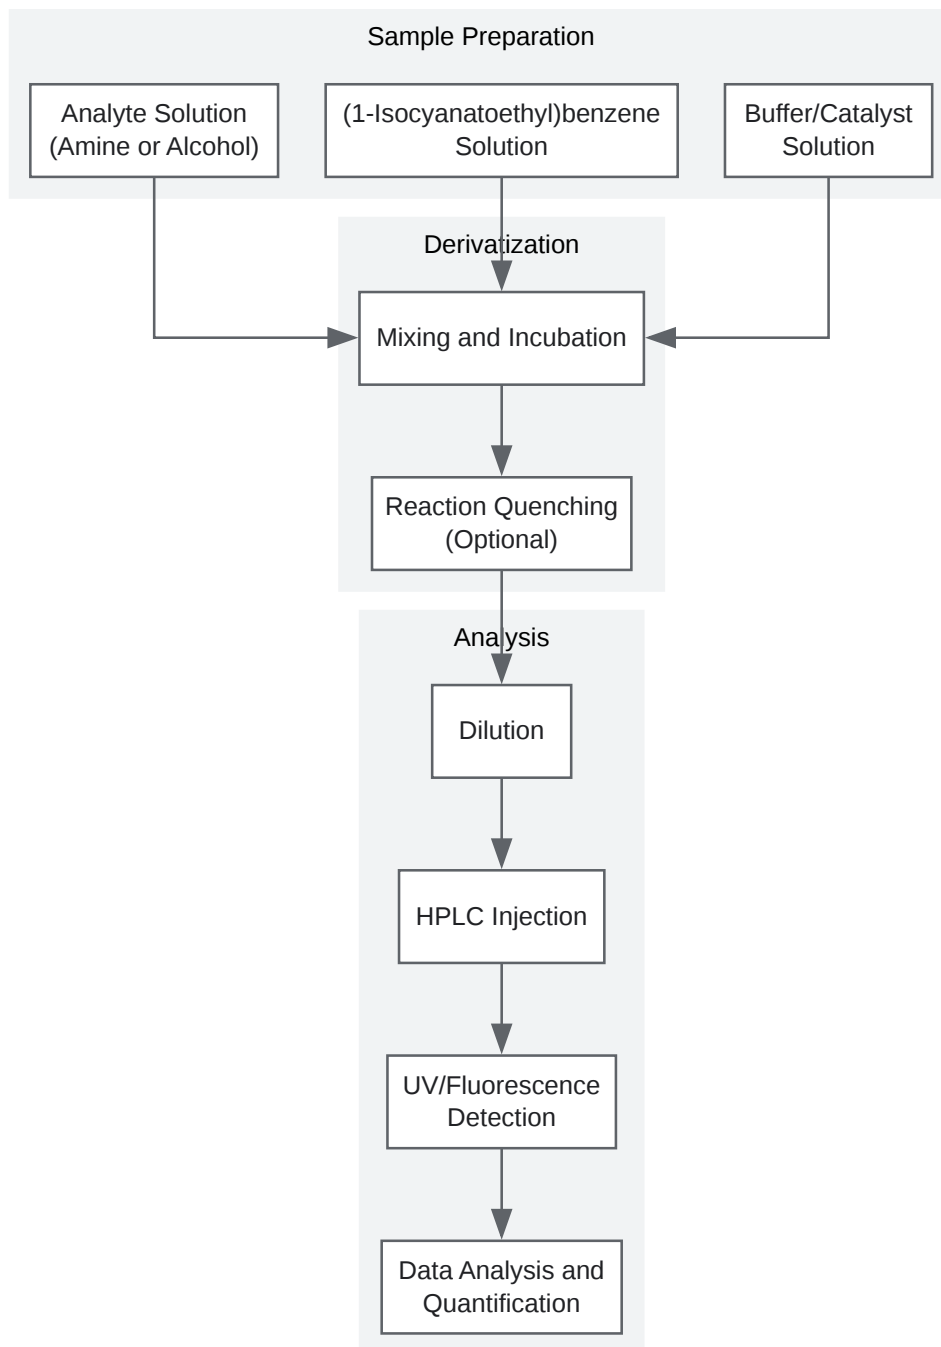 Sample Preparation
Analyte Solution
(Amine or Alcohol)
(1-Isocyanatoethyl)benzene
Solution
Buffer/Catalyst
Solution
Derivatization
Mixing and Incubation
Reaction Quenching
(Optional)
Analysis
Dilution
HPLC Injection
UV/Fluorescence
Detection
Data Analysis and
Quantification